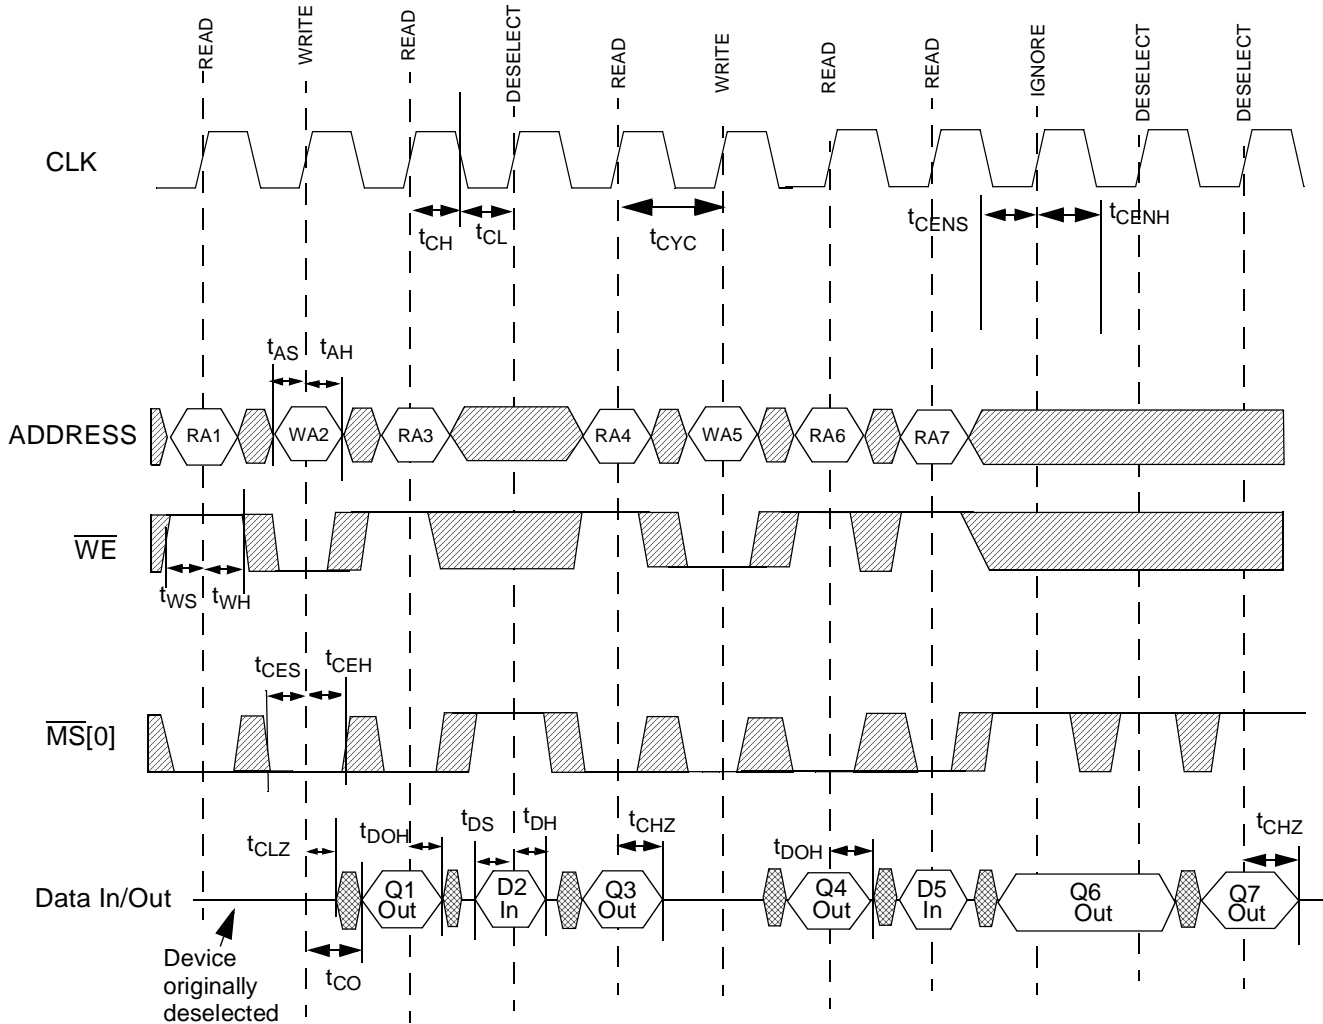 READ
WRITE
READ
DESELECT
READ
WRITE
READ
READ
IGNORE
DESELECT
DESELECT
CLK
tCH
tCL
tCYC
tCENS
tCENH
tAS
tAH
ADDRESS
RA1
WA2
RA3
RA4
WA5
RA6
RA7
WE
tWS
tWH
tCES
tCEH
MS[0]
tCLZ
tDOH
tDS
tDH
tCHZ
tDOH
tCHZ
Data In/Out
Q1
Out
D2
In
Q3
Out
Q4
Out
D5
In
Q6
Out
Q7
Out
tCO
Device
originally
deselected